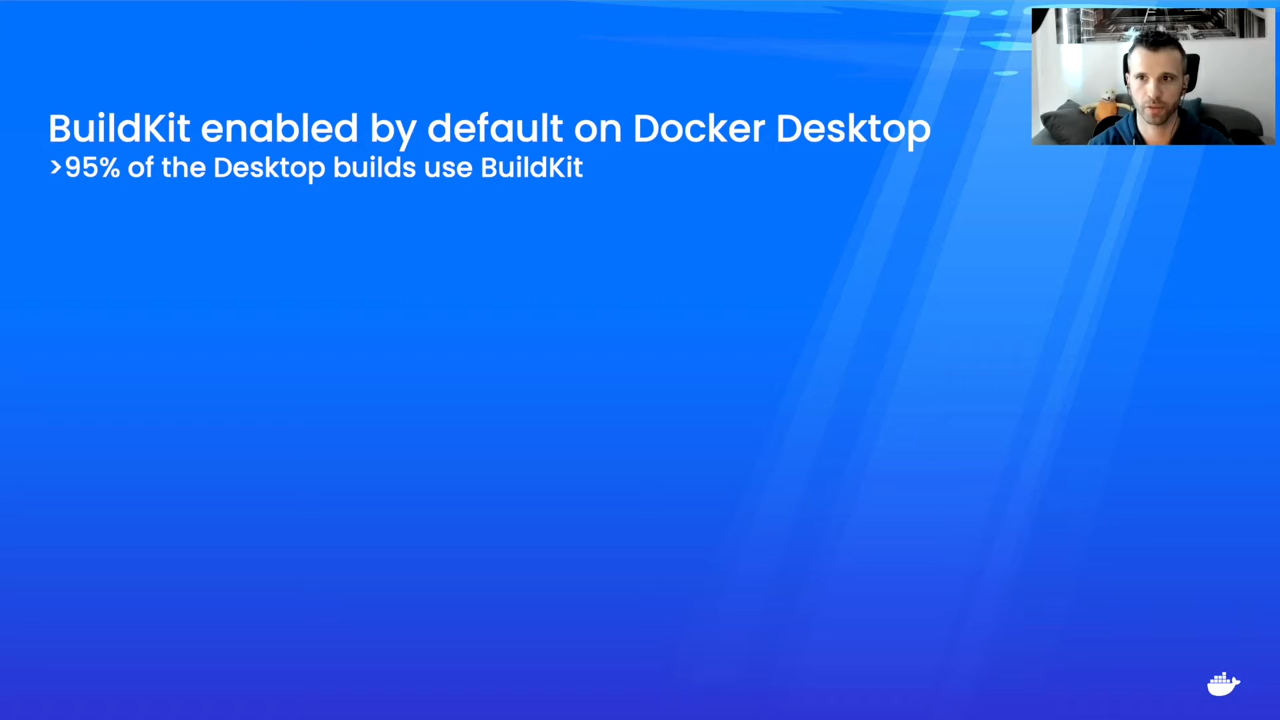 BuildKit enabled by default on Docker Desktop
>95% of the Desktop builds use BuildKit